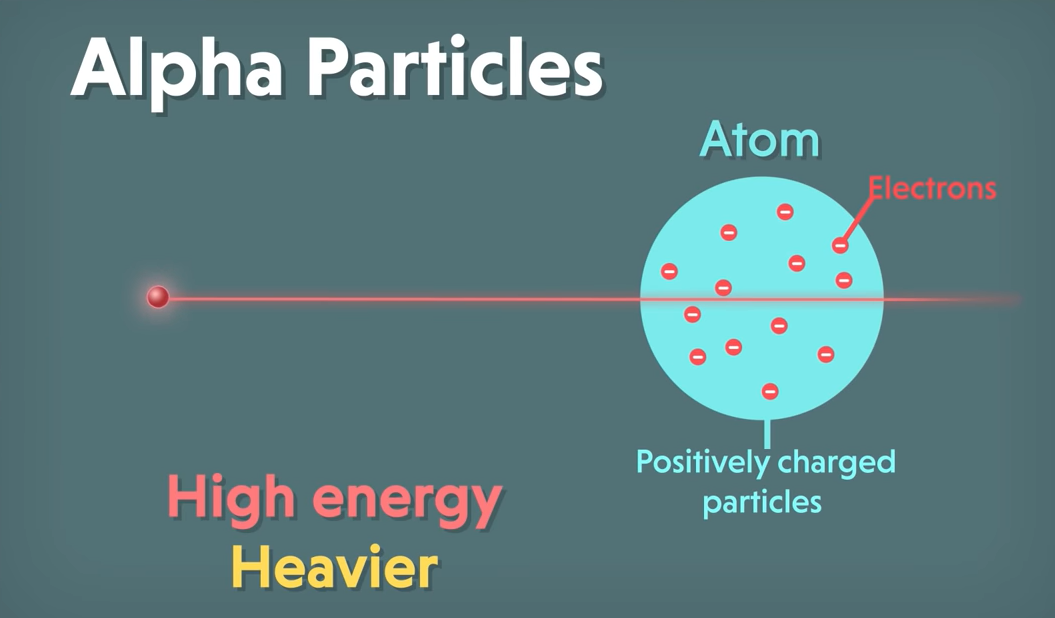 Alpha Particles
Atom
Electrons
Positively charged
particles
High energy
Heavier